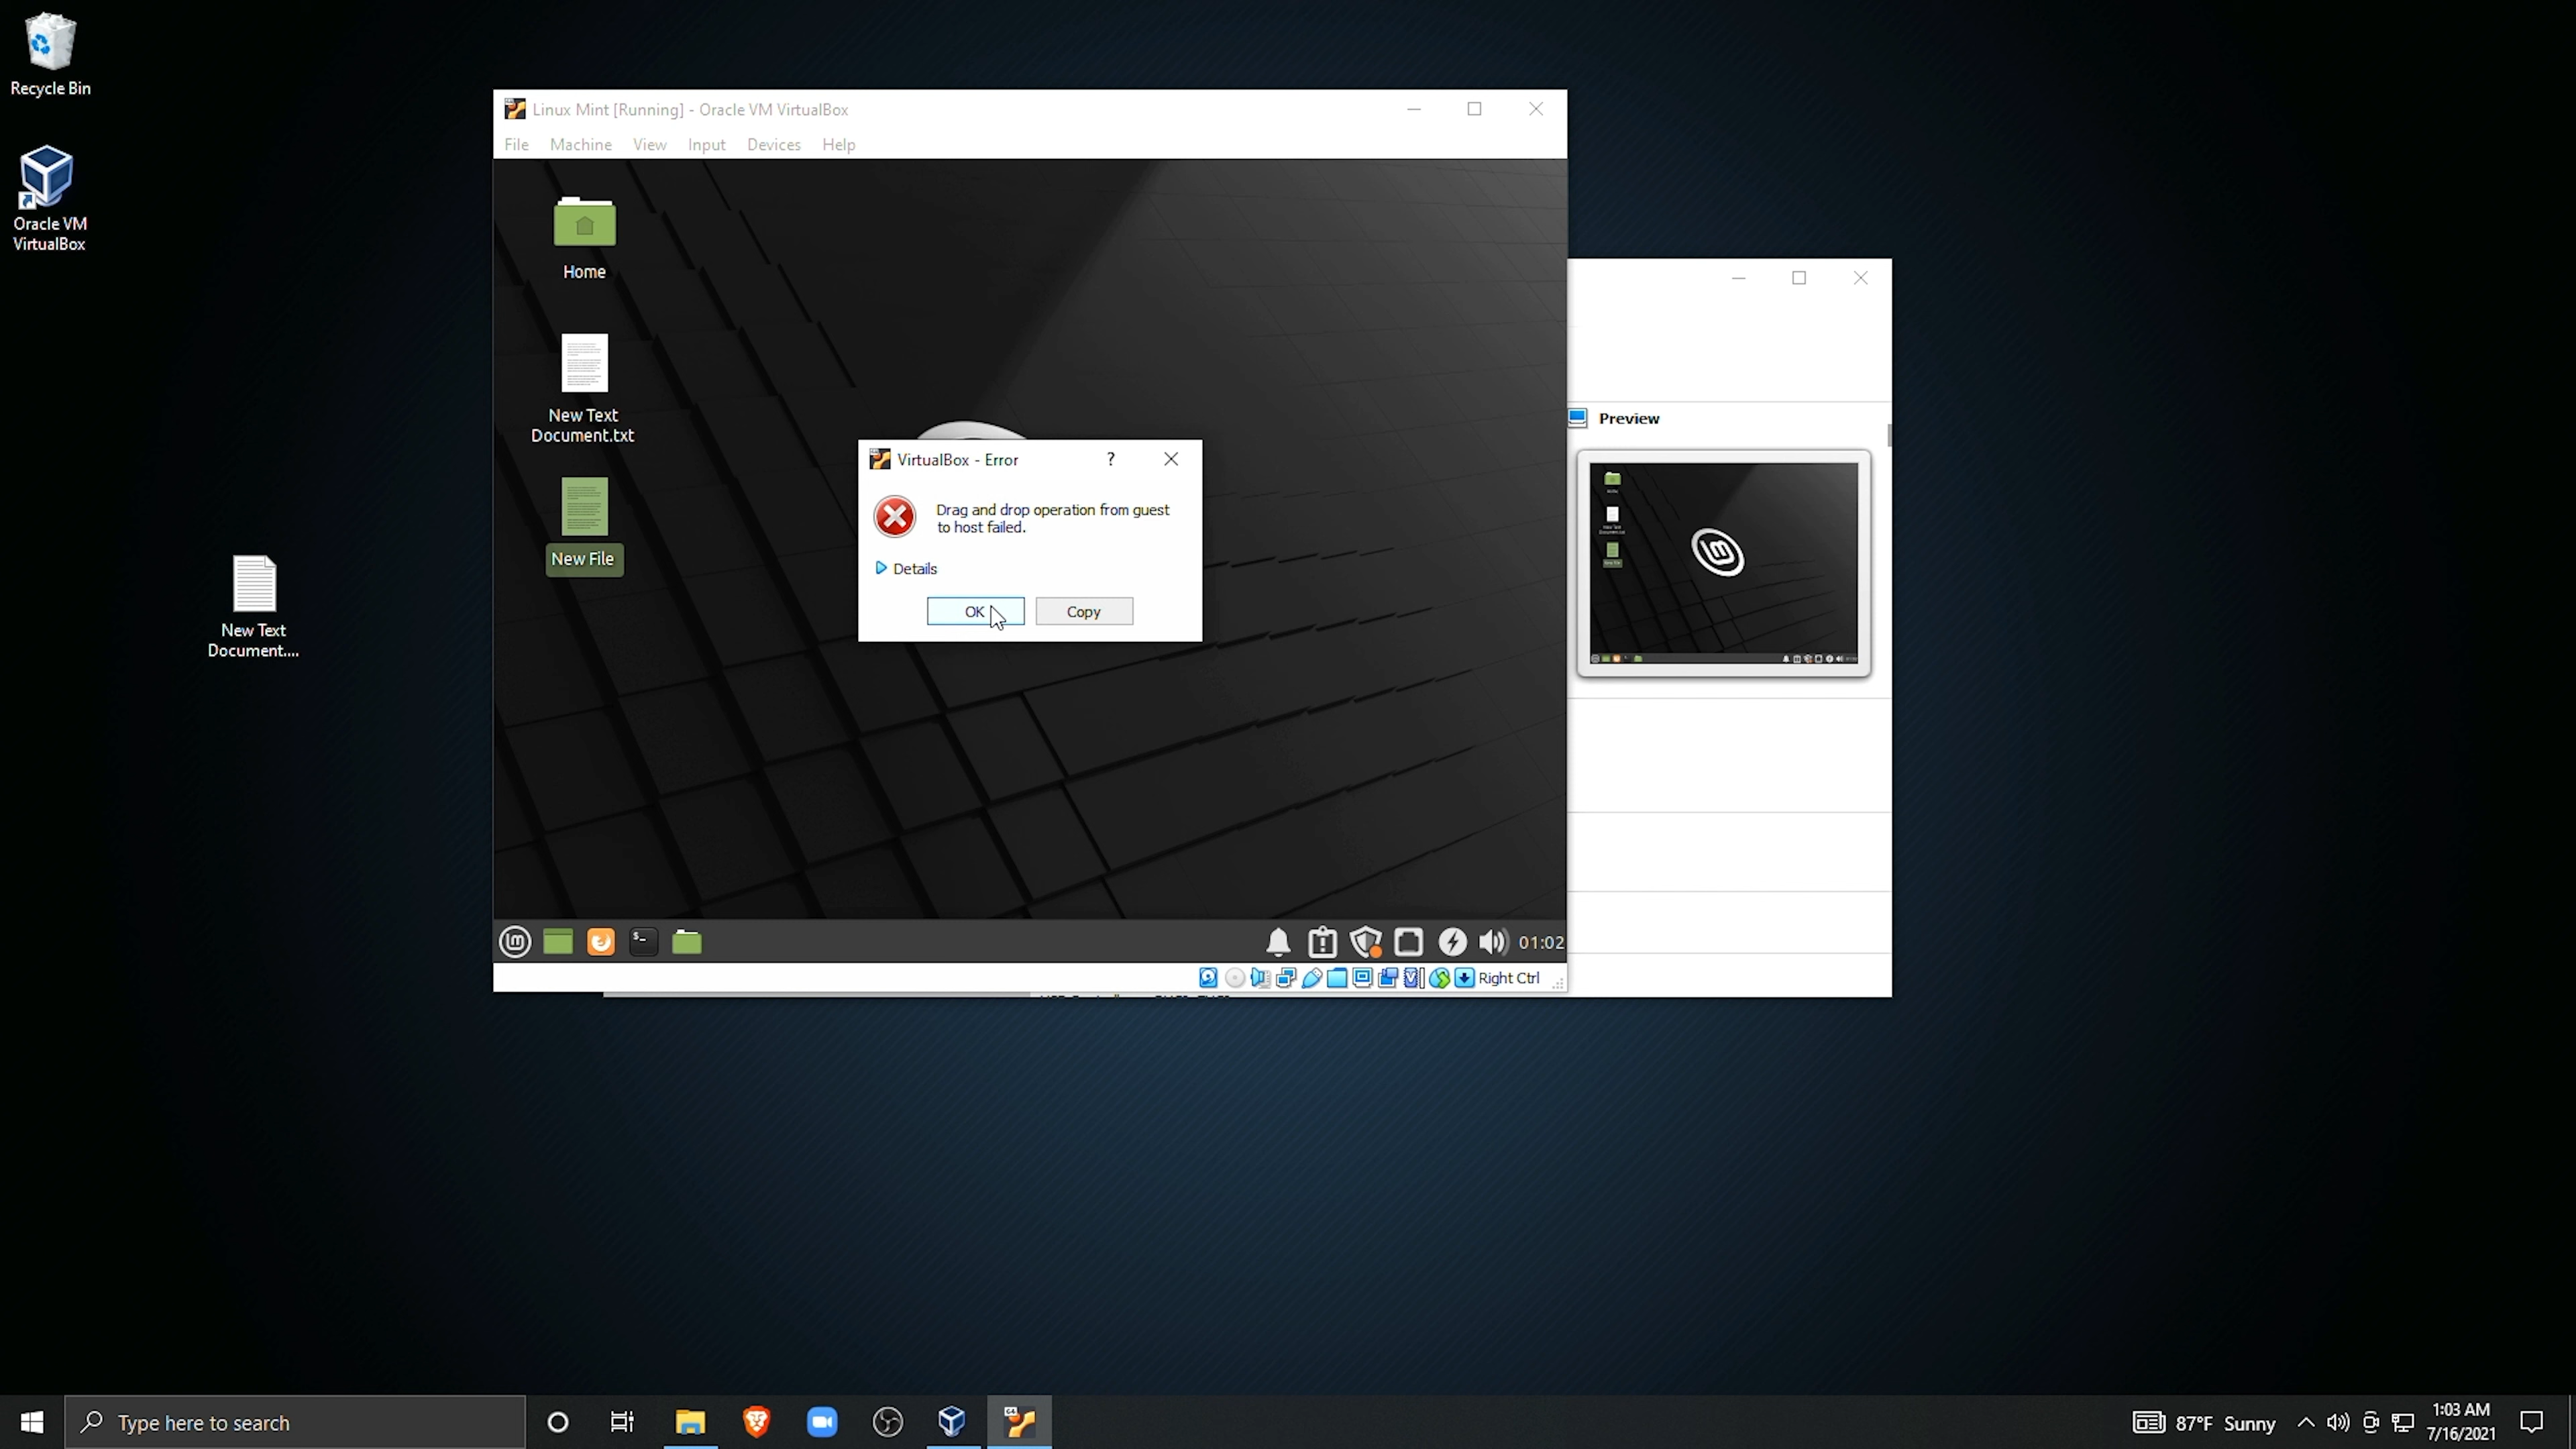 Recycle Bin
Oracle VM
VirtualBox
New Text
Document....
Linux Mint [Running] - Oracle VM VirtualBox
File Machine View Input Devices Help
Home
New Text
Document.txt
New File
VirtualBox - Error ?
Drag and drop operation from guest
to host failed.
Details
OK Copy
Preview
01:02
Right Ctrl
Type here to search
87°F Sunny
1:03 AM
7/16/2021